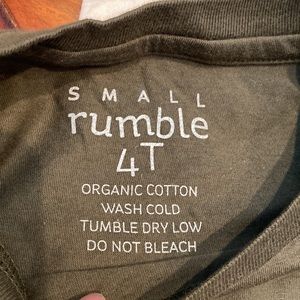 SMALL
rumble
4T
ORGANIC COTTON
WASH COLD
TUMBLE DRY LOW
DO NOT BLEACH